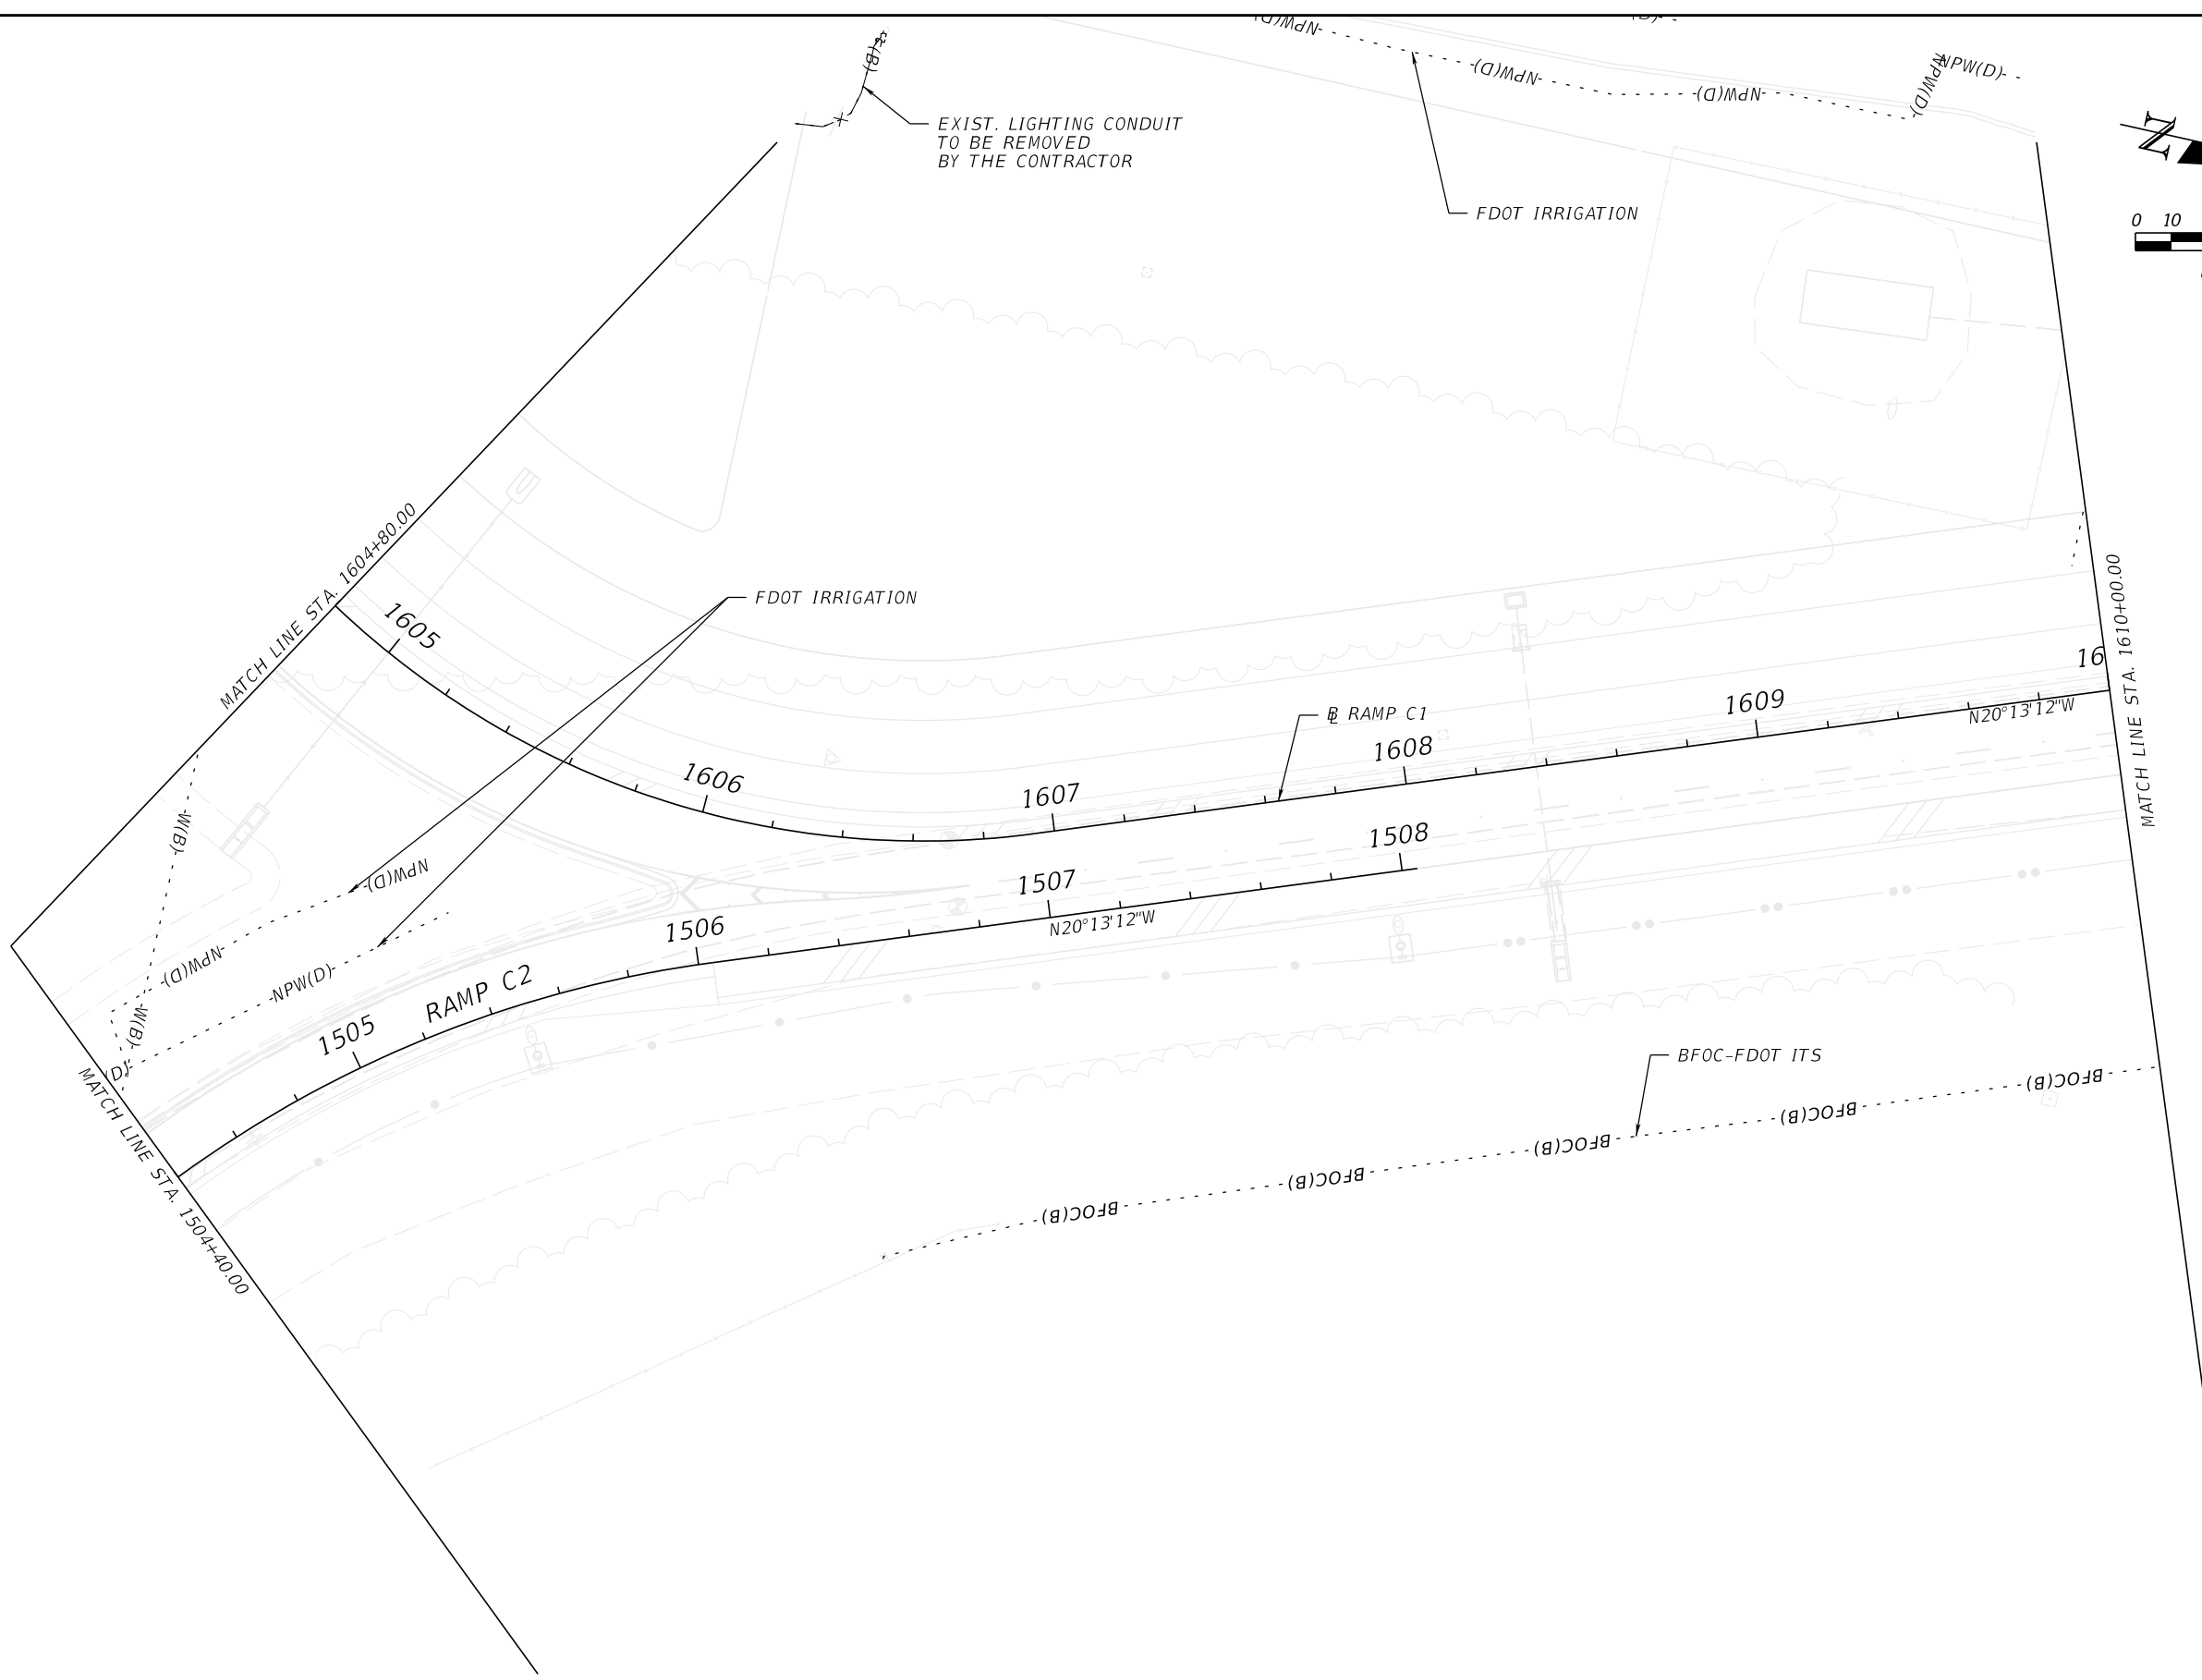 NPW(D)
NPW(D)
NPW(D)
NPW(D)
NPW(D)
(B)
EXIST. LIGHTING CONDUIT
TO BE REMOVED
BY THE CONTRACTOR
FDOT IRRIGATION
N
0 10
MATCH LINE STA. 1604+80.00
1605
FDOT IRRIGATION
MATCH LINE STA. 1610+00.00
16
1606
1607
BL RAMP C1
1608
1609
N20°13'12"W
W(B)
NPW(D)
NPW(D)
NPW(D)
W(B)
(D)
RAMP C2
1505
1506
1507
1508
N20°13'12"W
MATCH LINE STA. 1504+40.00
BFOC-FDOT ITS
BFOC(B)
BFOC(B)
BFOC(B)
BFOC(B)
BFOC(B)